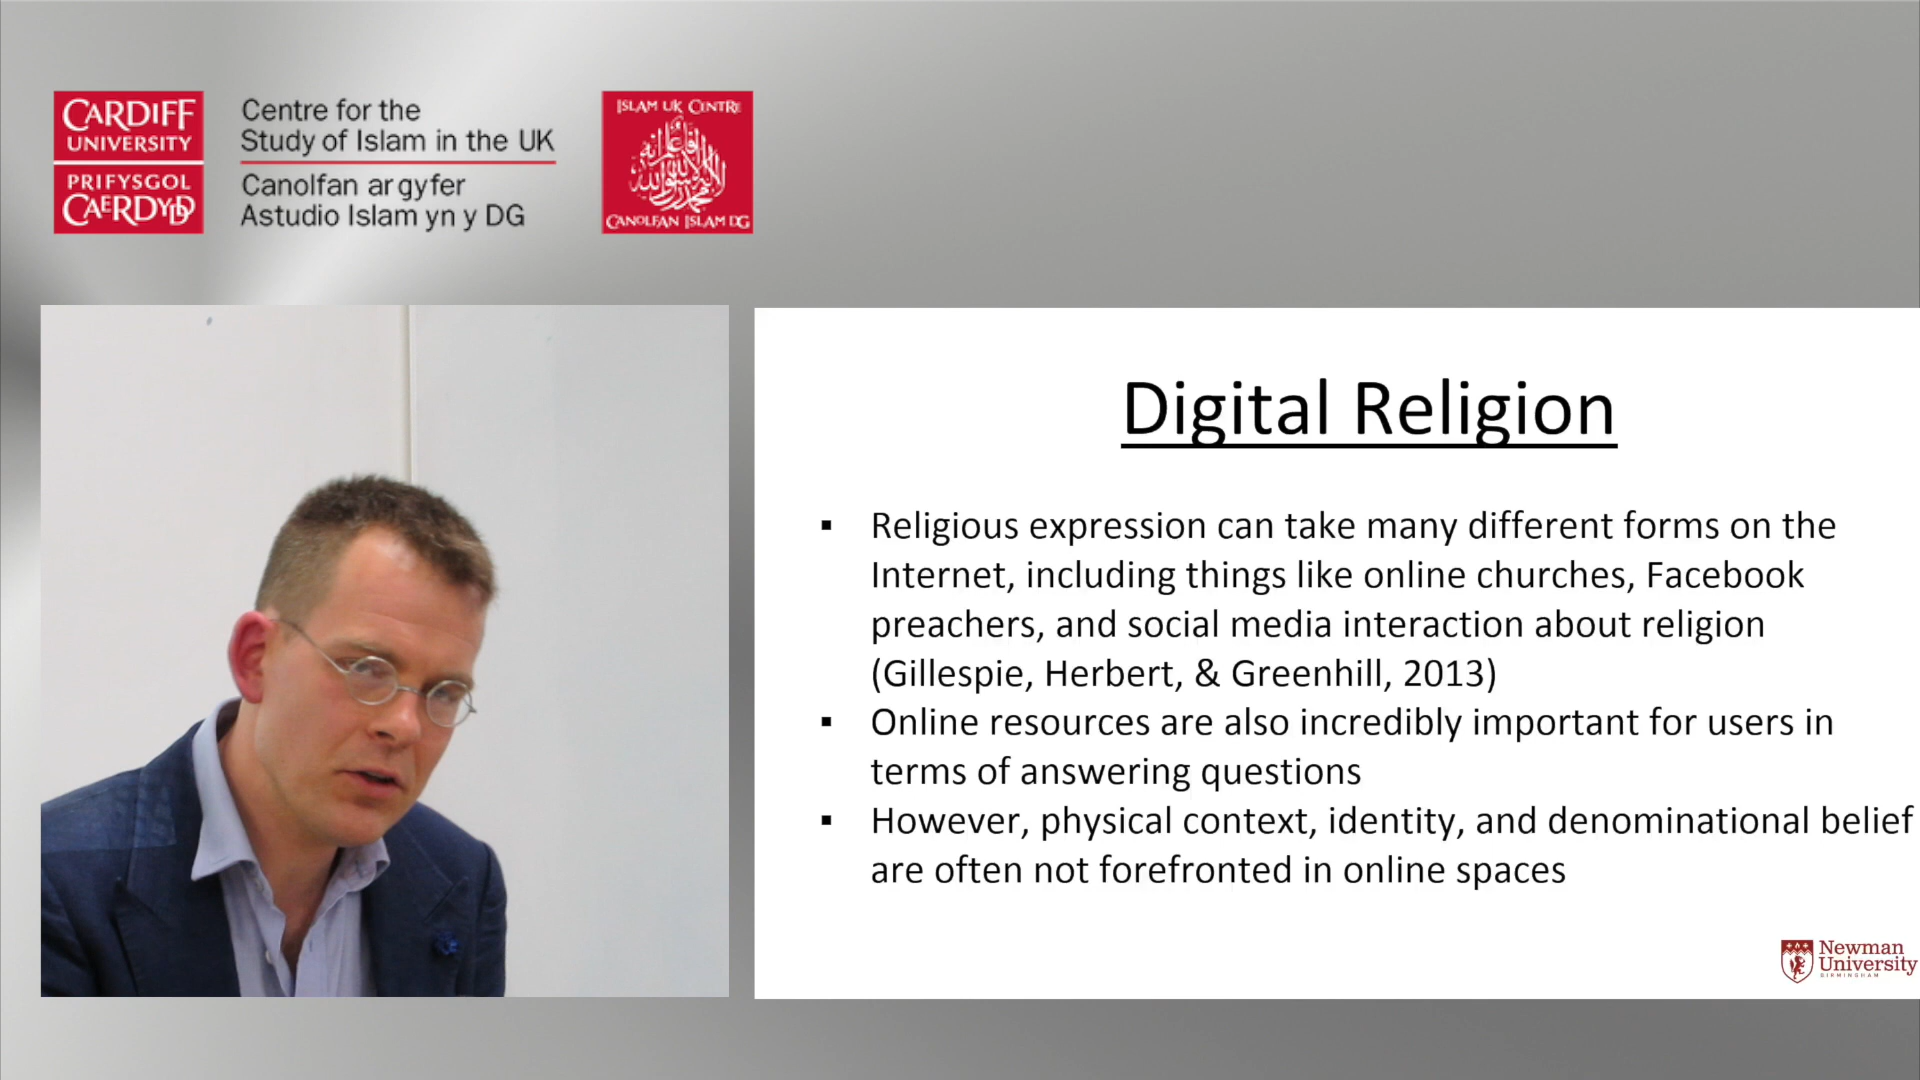 CARDIFF
UNIVERSITY
PRIFYSGOL
CAERDYDD
Centre for the
Study of Islam in the UK
Canolfan ar gyfer
Astudio Islam yn y DG
ISLAM UK CENTRE
CANOLFAN ISLAM DG
Digital Religion
▪ Religious expression can take many different forms on the
Internet, including things like online churches, Facebook
preachers, and social media interaction about religion
(Gillespie, Herbert, & Greenhill, 2013)
▪ Online resources are also incredibly important for users in
terms of answering questions
▪ However, physical context, identity, and denominational belief
are often not forefronted in online spaces
Newman
University
BIRMINGHAM